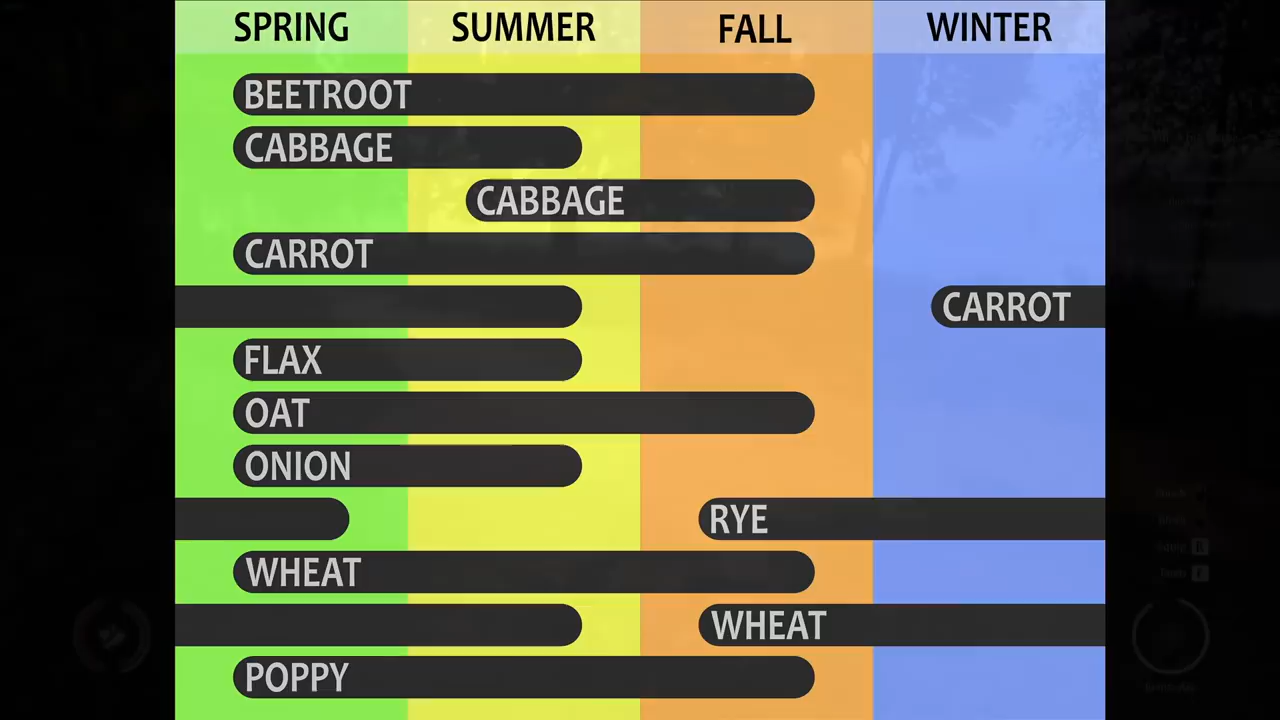 SPRING SUMMER FALL WINTER
BEETROOT
CABBAGE
CABBAGE
CARROT
CARROT
FLAX
OAT
ONION
RYE
WHEAT
WHEAT
POPPY